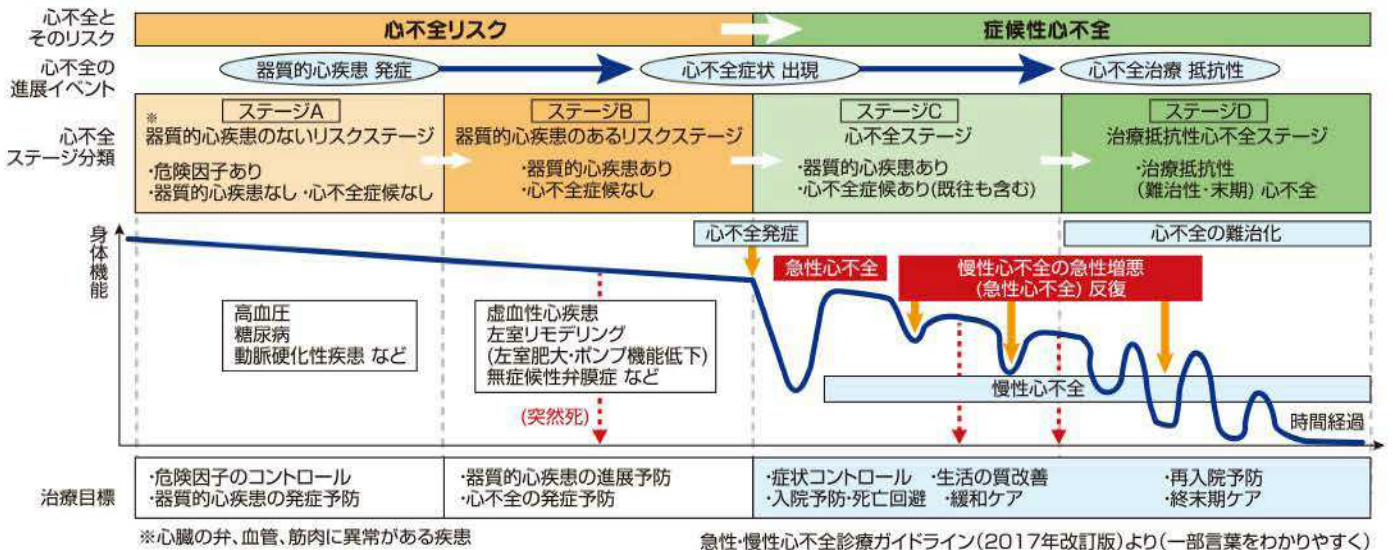 心不全と
そのリスク
心不全リスク
症候性心不全
心不全の
進展イベント
器質的心疾患 発症
心不全症状 出現
心不全治療 抵抗性
心不全
ステージ分類
ステージA
※
器質的心疾患のないリスクステージ
・危険因子あり
・器質的心疾患なし ・心不全症候なし
ステージB
器質的心疾患のあるリスクステージ
・器質的心疾患あり
・心不全症候なし
ステージC
心不全ステージ
・器質的心疾患あり
・心不全症候あり(既往も含む)
ステージD
治療抵抗性心不全ステージ
・治療抵抗性
(難治性・末期) 心不全
身体機能
心不全発症
心不全の難治化
急性心不全
慢性心不全の急性増悪
(急性心不全) 反復
高血圧
糖尿病
動脈硬化性疾患 など
虚血性心疾患
左室リモデリング
(左室肥大・ポンプ機能低下)
無症候性弁膜症 など
(突然死)
慢性心不全
時間経過
治療目標
・危険因子のコントロール
・器質的心疾患の発症予防
・器質的心疾患の進展予防
・心不全の発症予防
・症状コントロール ・生活の質改善
・入院予防・死亡回避 ・緩和ケア
・再入院予防
・終末期ケア
※心臓の弁、血管、筋肉に異常がある疾患
急性・慢性心不全診療ガイドライン(2017年改訂版)より(一部言葉をわかりやすく)